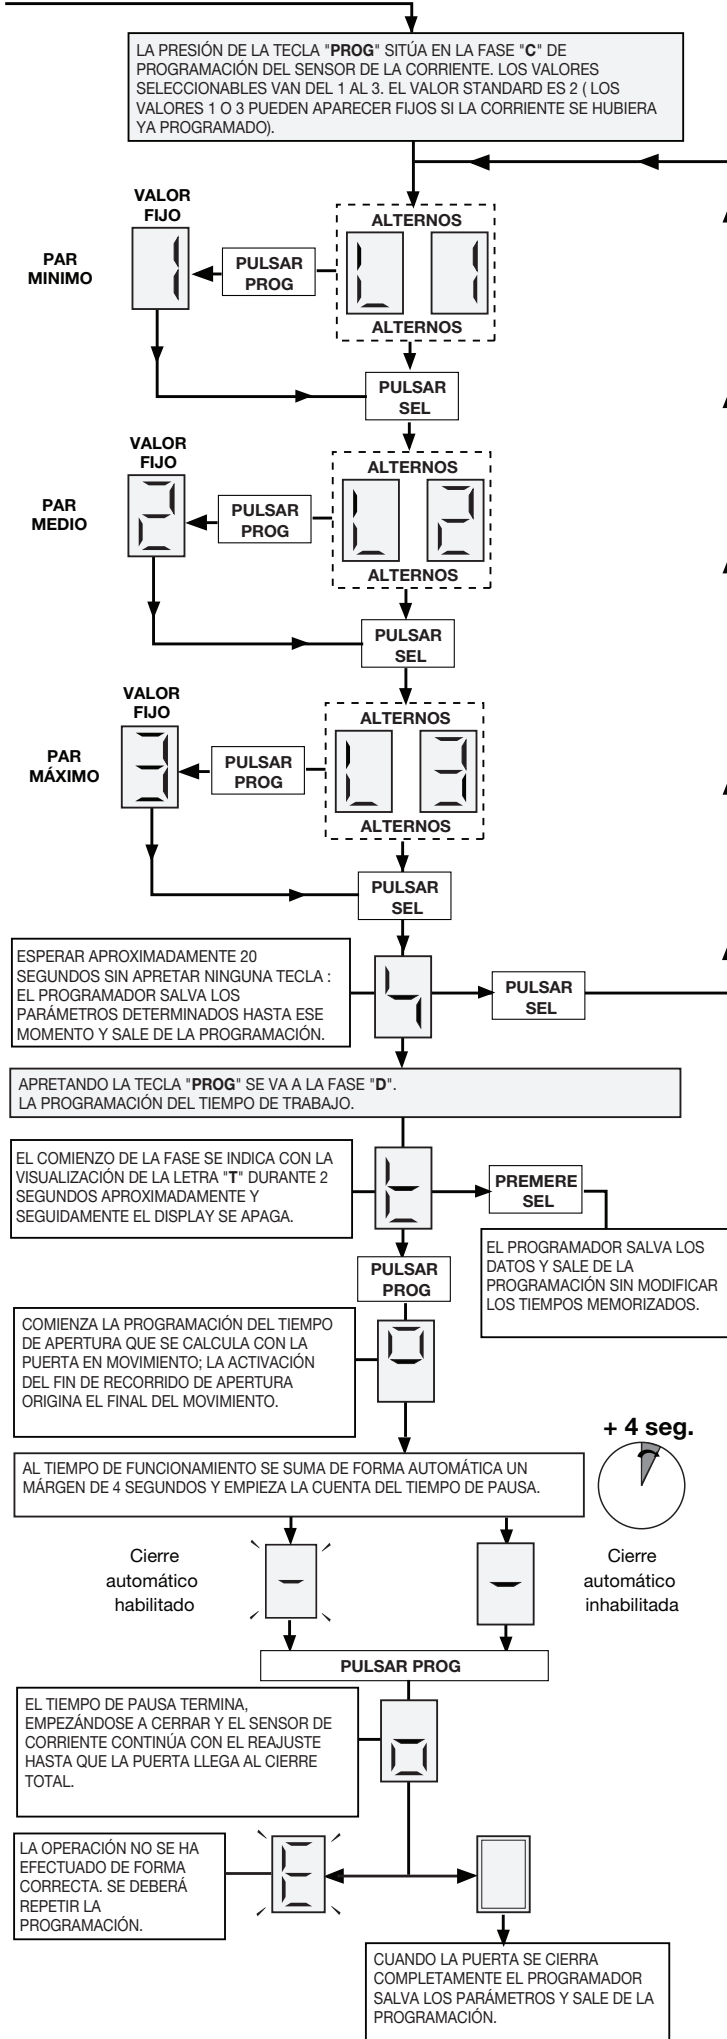 LA PRESIÓN DE LA TECLA "PROG" SITÚA EN LA FASE "C" DE
PROGRAMACIÓN DEL SENSOR DE LA CORRIENTE. LOS VALORES
SELECCIONABLES VAN DEL 1 AL 3. EL VALOR STANDARD ES 2 ( LOS
VALORES 1 O 3 PUEDEN APARECER FIJOS SI LA CORRIENTE SE HUBIERA
YA PROGRAMADO).
VALOR
FIJO
ALTERNOS
PAR
MINIMO
1
PULSAR
PROG
L 1
ALTERNOS
PULSAR
SEL
VALOR
FIJO
ALTERNOS
PAR
MEDIO
2
PULSAR
PROG
L 2
ALTERNOS
PULSAR
SEL
VALOR
FIJO
ALTERNOS
PAR
MÁXIMO
3
PULSAR
PROG
L 3
ALTERNOS
PULSAR
SEL
ESPERAR APROXIMADAMENTE 20
SEGUNDOS SIN APRETAR NINGUNA TECLA :
EL PROGRAMADOR SALVA LOS
PARÁMETROS DETERMINADOS HASTA ESE
MOMENTO Y SALE DE LA PROGRAMACIÓN.
4
PULSAR
SEL
APRETANDO LA TECLA "PROG" SE VA A LA FASE "D".
LA PROGRAMACIÓN DEL TIEMPO DE TRABAJO.
EL COMIENZO DE LA FASE SE INDICA CON LA
VISUALIZACIÓN DE LA LETRA "T" DURANTE 2
SEGUNDOS APROXIMADAMENTE Y
SEGUIDAMENTE EL DISPLAY SE APAGA.
t
PREMERE
SEL
EL PROGRAMADOR SALVA LOS
DATOS Y SALE DE LA
PROGRAMACIÓN SIN MODIFICAR
LOS TIEMPOS MEMORIZADOS.
PULSAR
PROG
COMIENZA LA PROGRAMACIÓN DEL TIEMPO
DE APERTURA QUE SE CALCULA CON LA
PUERTA EN MOVIMIENTO; LA ACTIVACIÓN
DEL FIN DE RECORRIDO DE APERTURA
ORIGINA EL FINAL DEL MOVIMIENTO.
o
+ 4 seg.
AL TIEMPO DE FUNCIONAMIENTO SE SUMA DE FORMA AUTOMÁTICA UN
MÁRGEN DE 4 SEGUNDOS Y EMPIEZA LA CUENTA DEL TIEMPO DE PAUSA.
Cierre
automático
habilitado
-
-
Cierre
automático
inhabilitada
PULSAR PROG
EL TIEMPO DE PAUSA TERMINA,
EMPEZÁNDOSE A CERRAR Y EL SENSOR DE
CORRIENTE CONTINÚA CON EL REAJUSTE
HASTA QUE LA PUERTA LLEGA AL CIERRE
TOTAL.
o
LA OPERACIÓN NO SE HA
EFECTUADO DE FORMA
CORRECTA. SE DEBERÁ
REPETIR LA
PROGRAMACIÓN.
E
CUANDO LA PUERTA SE CIERRA
COMPLETAMENTE EL PROGRAMADOR
SALVA LOS PARÁMETROS Y SALE DE LA
PROGRAMACIÓN.